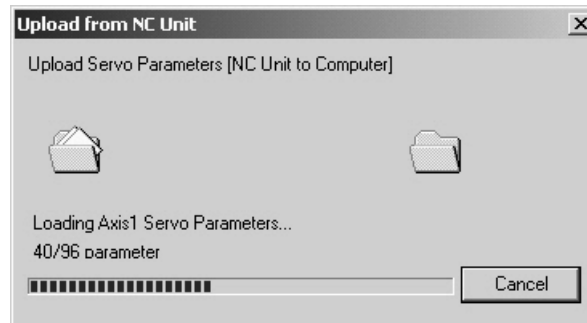 Upload from NC Unit
Upload Servo Parameters [NC Unit to Computer]
Loading Axis1 Servo Parameters...
40/96 parameter
Cancel